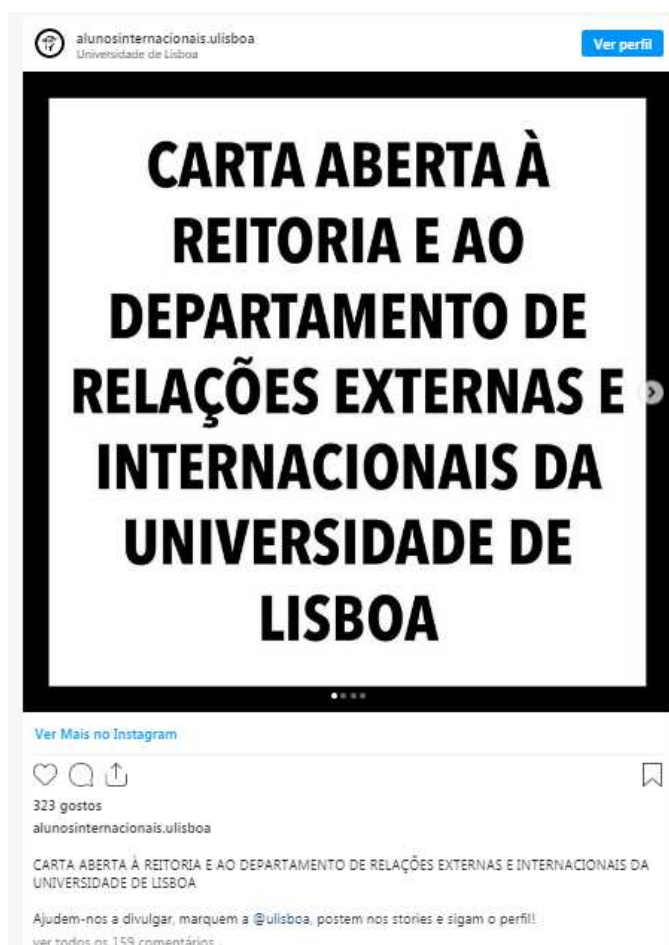 alunosinternacionais.ulisboa
Universidade de Lisboa
Ver perfil
CARTA ABERTA À
REITORIA E AO
DEPARTAMENTO DE
RELAÇÕES EXTERNAS E
INTERNACIONAIS DA
UNIVERSIDADE DE
LISBOA
Ver Mais no Instagram
323 gostos
alunosinternacionais.ulisboa
CARTA ABERTA À REITORIA E AO DEPARTAMENTO DE RELAÇÕES EXTERNAS E INTERNACIONAIS DA
UNIVERSIDADE DE LISBOA
Ajudem-nos a divulgar, marquem a @ulisboa, postem nos stories e sigam o perfil!
ver todos os 159 comentários